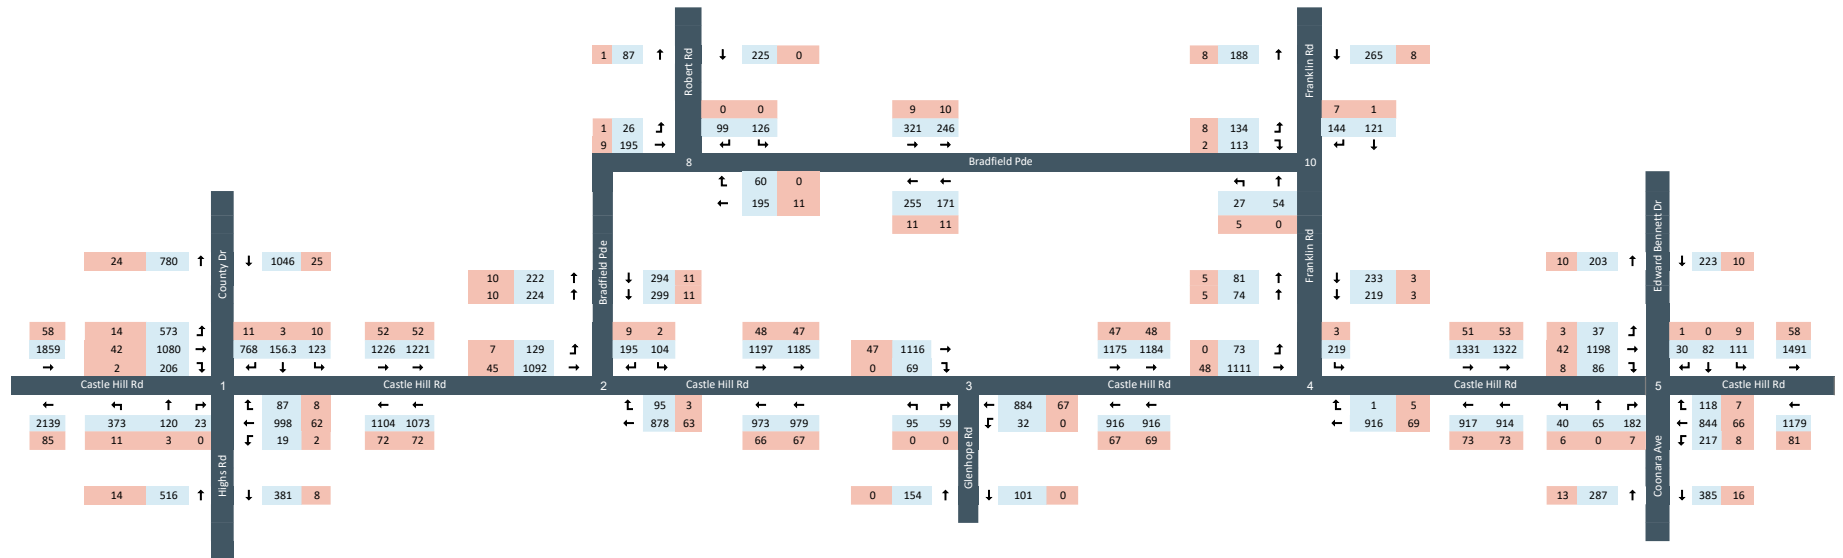 1 87 225 0
8 188 265 8
Robert Rd
Franklin Rd
0 0
9 10
7 1
1 26
99 126
321 246
8 134
144 121
9 195
2 113
8
Bradfield Pde
10
60 0
195 11
255 171
11 11
27 54
5 0
24 780 1046 25
County Dr
10 222 294 11
10 224 299 11
Bradfield Pde
5 81 233 3
5 74 219 3
Franklin Rd
10 203 223 10
Edward Bennett Dr
58 14 573 11 3 10 52 52 9 2 48 47 47 48 3 51 53 3 37 1 0 9 58
1859 42 1080 768 156.3 123 1226 1221 7 129 195 104 1197 1185 47 1116 1175 1184 0 73 219 1331 1322 42 1198 30 82 111 1491
2 206 45 1092 0 69 48 1111 8 86
Castle Hill Rd 1 Castle Hill Rd 2 Castle Hill Rd 3 Castle Hill Rd 4 Castle Hill Rd 5 Castle Hill Rd
87 8 95 3 884 67 1 5 118 7
2139 373 120 23 998 62 1104 1073 878 63 973 979 95 59 32 0 916 916 916 69 917 914 40 65 182 844 66 1179
85 11 3 0 19 2 72 72 66 67 0 0 67 69 73 73 6 0 7 217 8 81
Highs Rd
Glenhope Rd
Coonara Ave
14 516 381 8
0 154 101 0
13 287 385 16